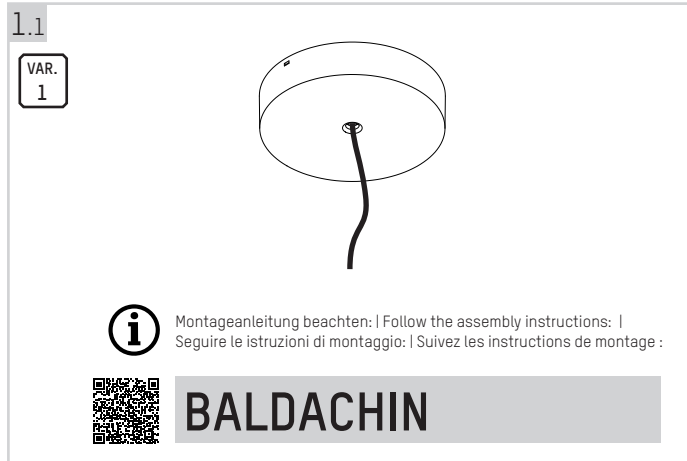 1.1
VAR.
1
Montageanleitung beachten: | Follow the assembly instructions: |
Seguire le istruzioni di montaggio: | Suivez les instructions de montage :
BALDACHIN